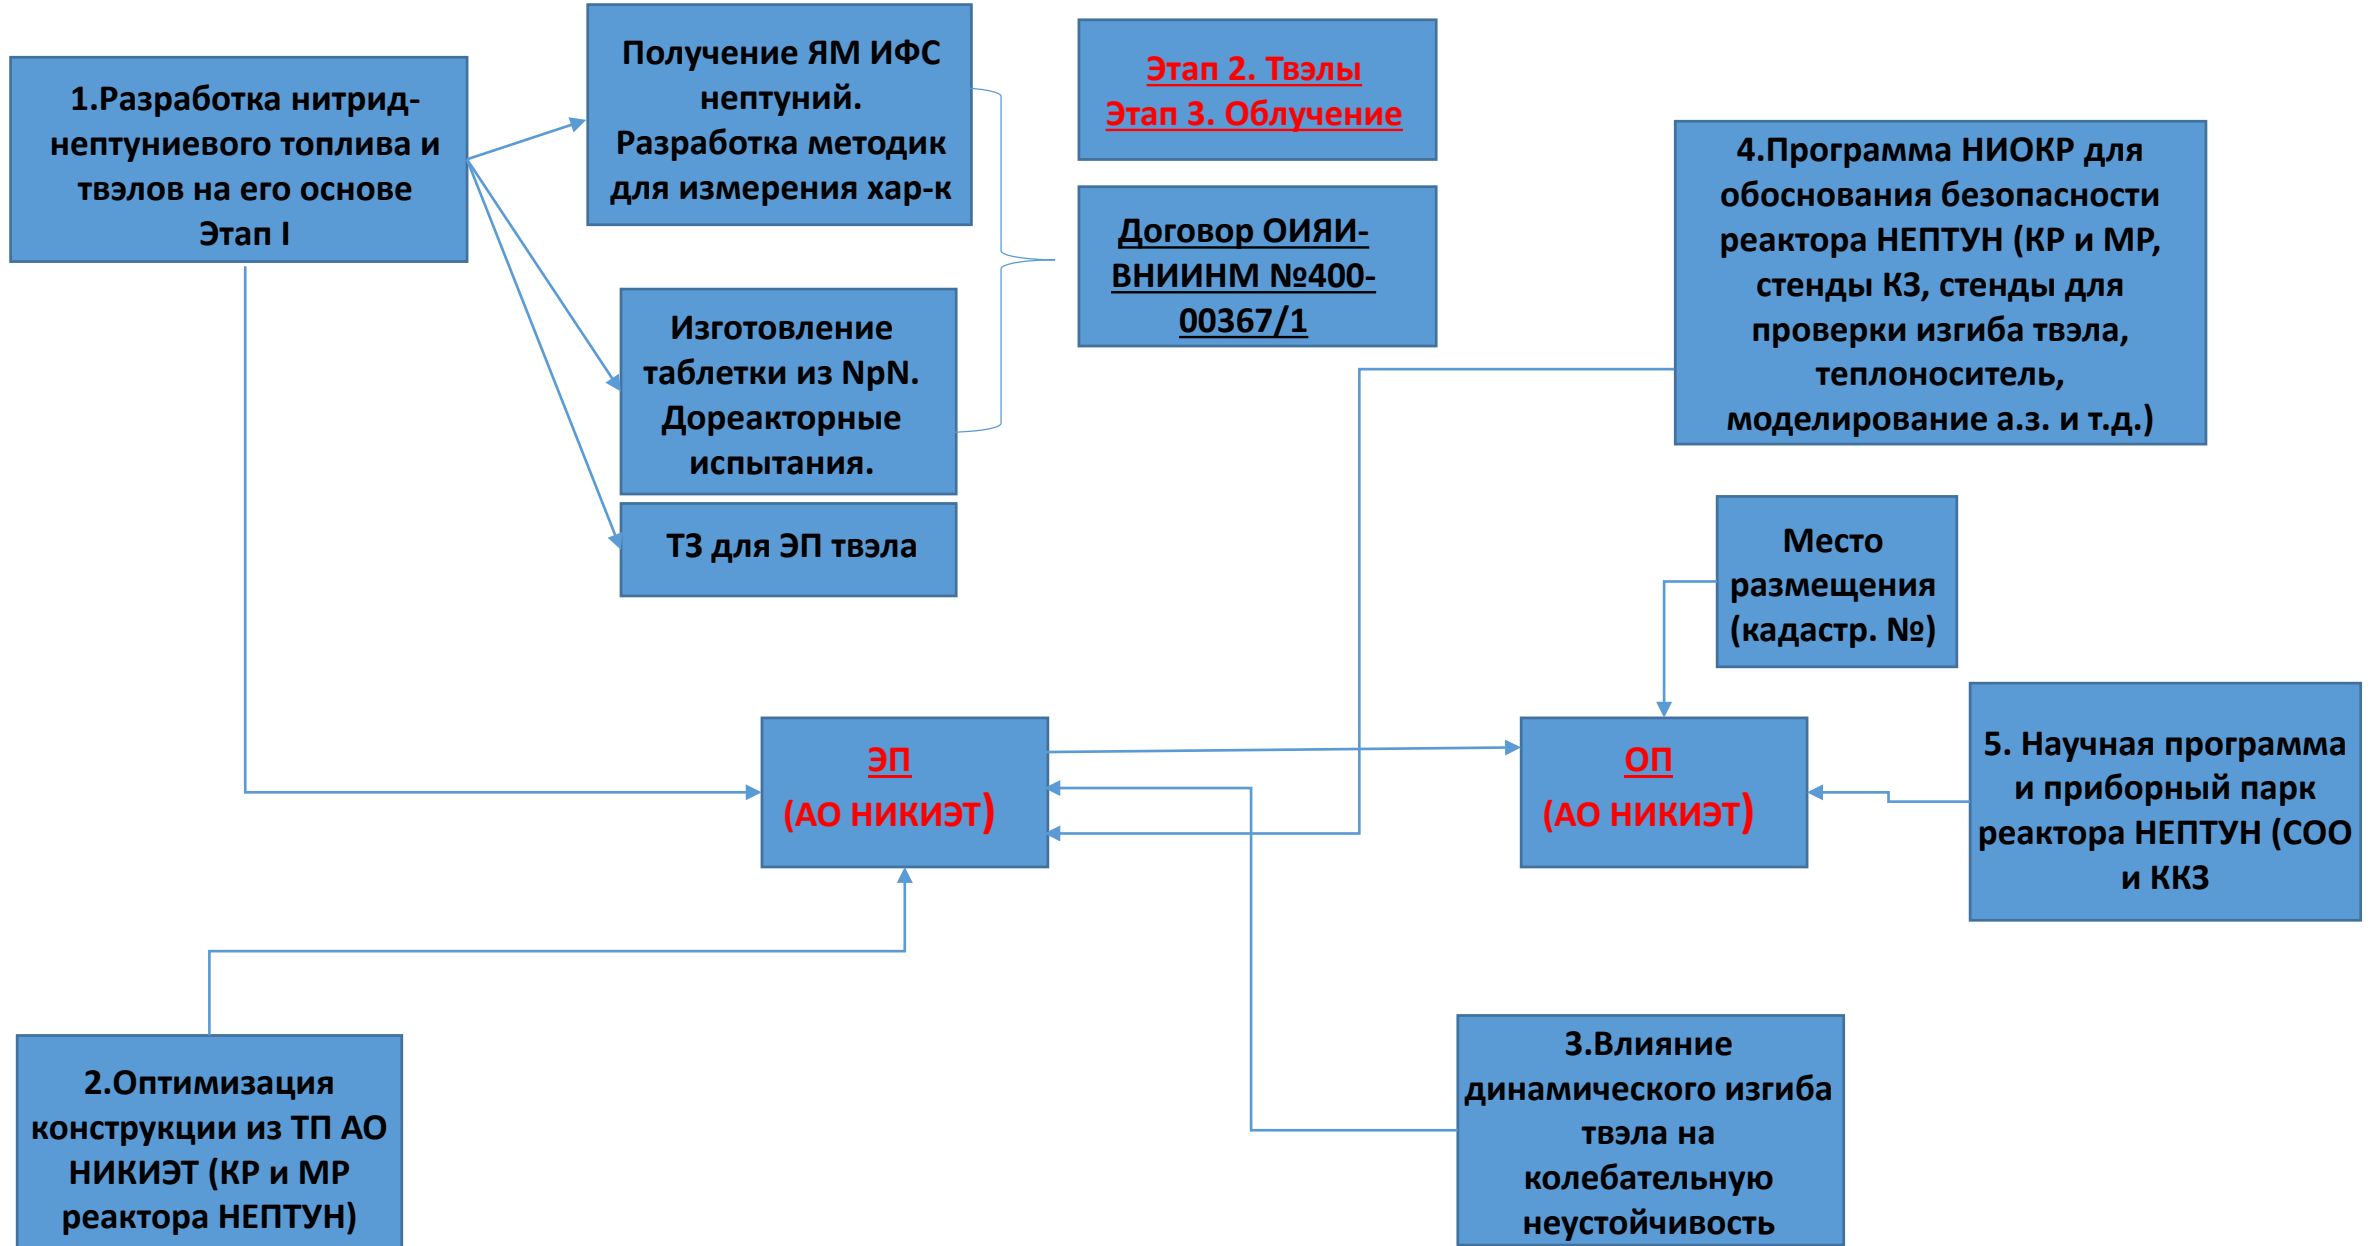 1.Разработка нитрид-
нептуниевого топлива и
твэлов на его основе
Этап I
Получение ЯМ ИФС
нептуний.
Разработка методик
для измерения хар-к
Этап 2. Твэлы
Этап 3. Облучение
Договор ОИЯИ-
ВНИИНМ №400-
00367/1
Изготовление
таблетки из NpN.
Дореакторные
испытания.
ТЗ для ЭП твэла
4.Программа НИОКР для
обоснования безопасности
реактора НЕПТУН (КР и МР,
стенды КЗ, стенды для
проверки изгиба твэла,
теплоноситель,
моделирование а.з. и т.д.)
Место
размещения
(кадастр. №)
ЭП
(АО НИКИЭТ)
ОП
(АО НИКИЭТ)
5. Научная программа
и приборный парк
реактора НЕПТУН (СОО
и ККЗ
2.Оптимизация
конструкции из ТП АО
НИКИЭТ (КР и МР
реактора НЕПТУН)
3.Влияние
динамического изгиба
твэла на
колебательную
неустойчивость